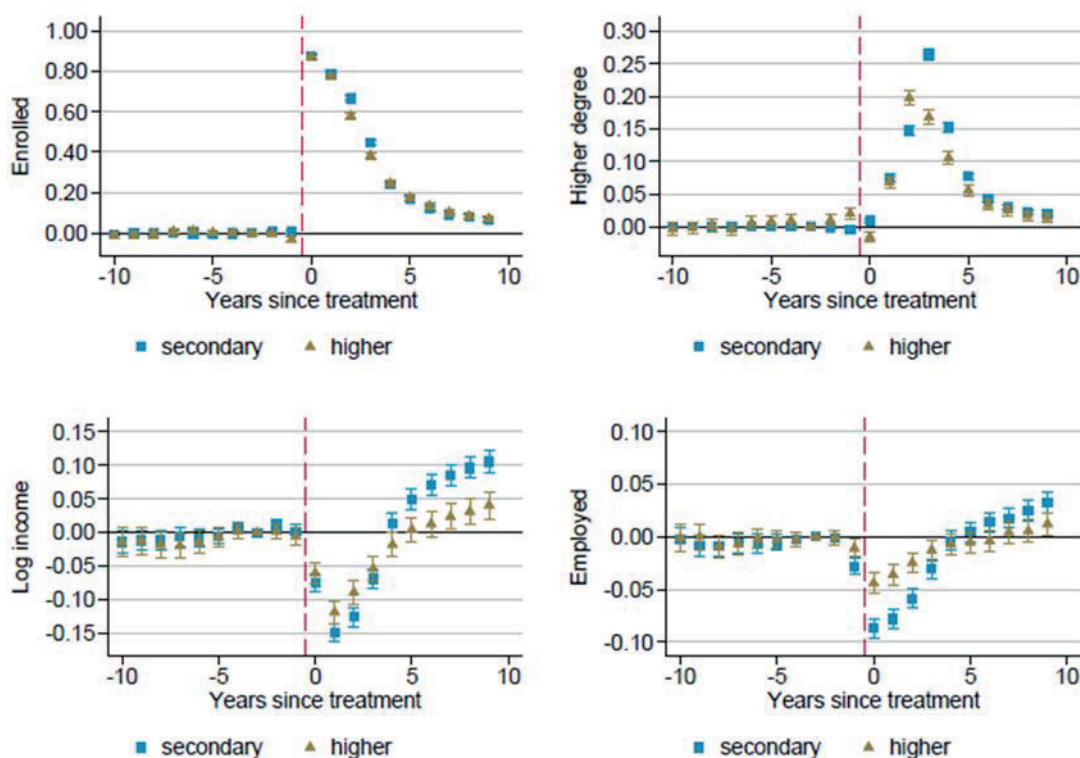 Enrolled
1.00
0.80
0.60
0.40
0.20
0.00
-10 -5 0 5 10
Years since treatment
secondary higher
Higher degree
0.30
0.25
0.20
0.15
0.10
0.05
0.00
-10 -5 0 5 10
Years since treatment
secondary higher
Log income
0.15
0.10
0.05
0.00
-0.05
-0.10
-0.15
-10 -5 0 5 10
Years since treatment
secondary higher
Employed
0.10
0.05
0.00
-0.05
-0.10
-10 -5 0 5 10
Years since treatment
secondary higher